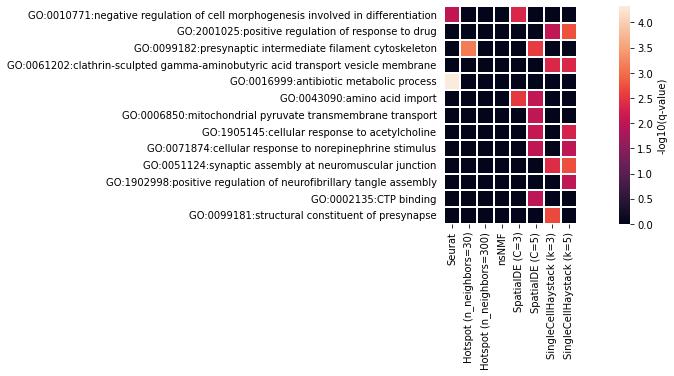 GO:0010771:negative regulation of cell morphogenesis involved in differentiation
GO:2001025:positive regulation of response to drug
GO:0099182:presynaptic intermediate filament cytoskeleton
GO:0061202:clathrin-sculpted gamma-aminobutyric acid transport vesicle membrane
GO:0016999:antibiotic metabolic process
GO:0043090:amino acid import
GO:0006850:mitochondrial pyruvate transmembrane transport
GO:1905145:cellular response to acetylcholine
GO:0071874:cellular response to norepinephrine stimulus
GO:0051124:synaptic assembly at neuromuscular junction
GO:1902998:positive regulation of neurofibrillary tangle assembly
GO:0002135:CTP binding
GO:0099181:structural constituent of presynapse
Seurat
Hotspot (n_neighbors=30)
Hotspot (n_neighbors=300)
nsNMF
SpatialDE (C=3)
SpatialDE (C=5)
SingleCellHaystack (k=3)
SingleCellHaystack (k=5)
4.0
3.5
3.0
2.5
2.0
1.5
1.0
0.5
0.0
-log10(q-value)